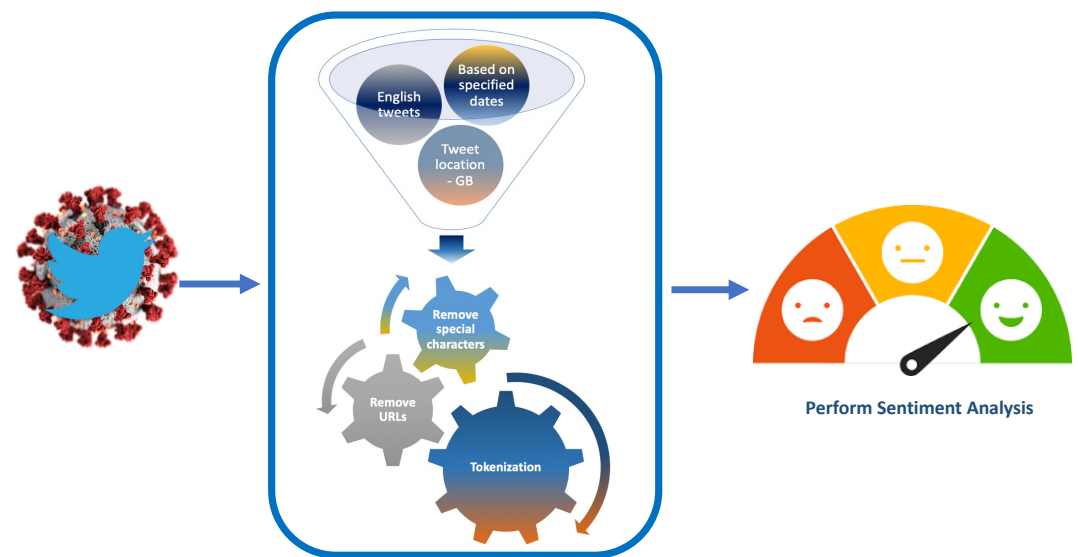 Based on
specified
dates
English
tweets
Tweet
location
- GB
Remove
special
characters
Remove
URLs
Tokenization
Perform Sentiment Analysis